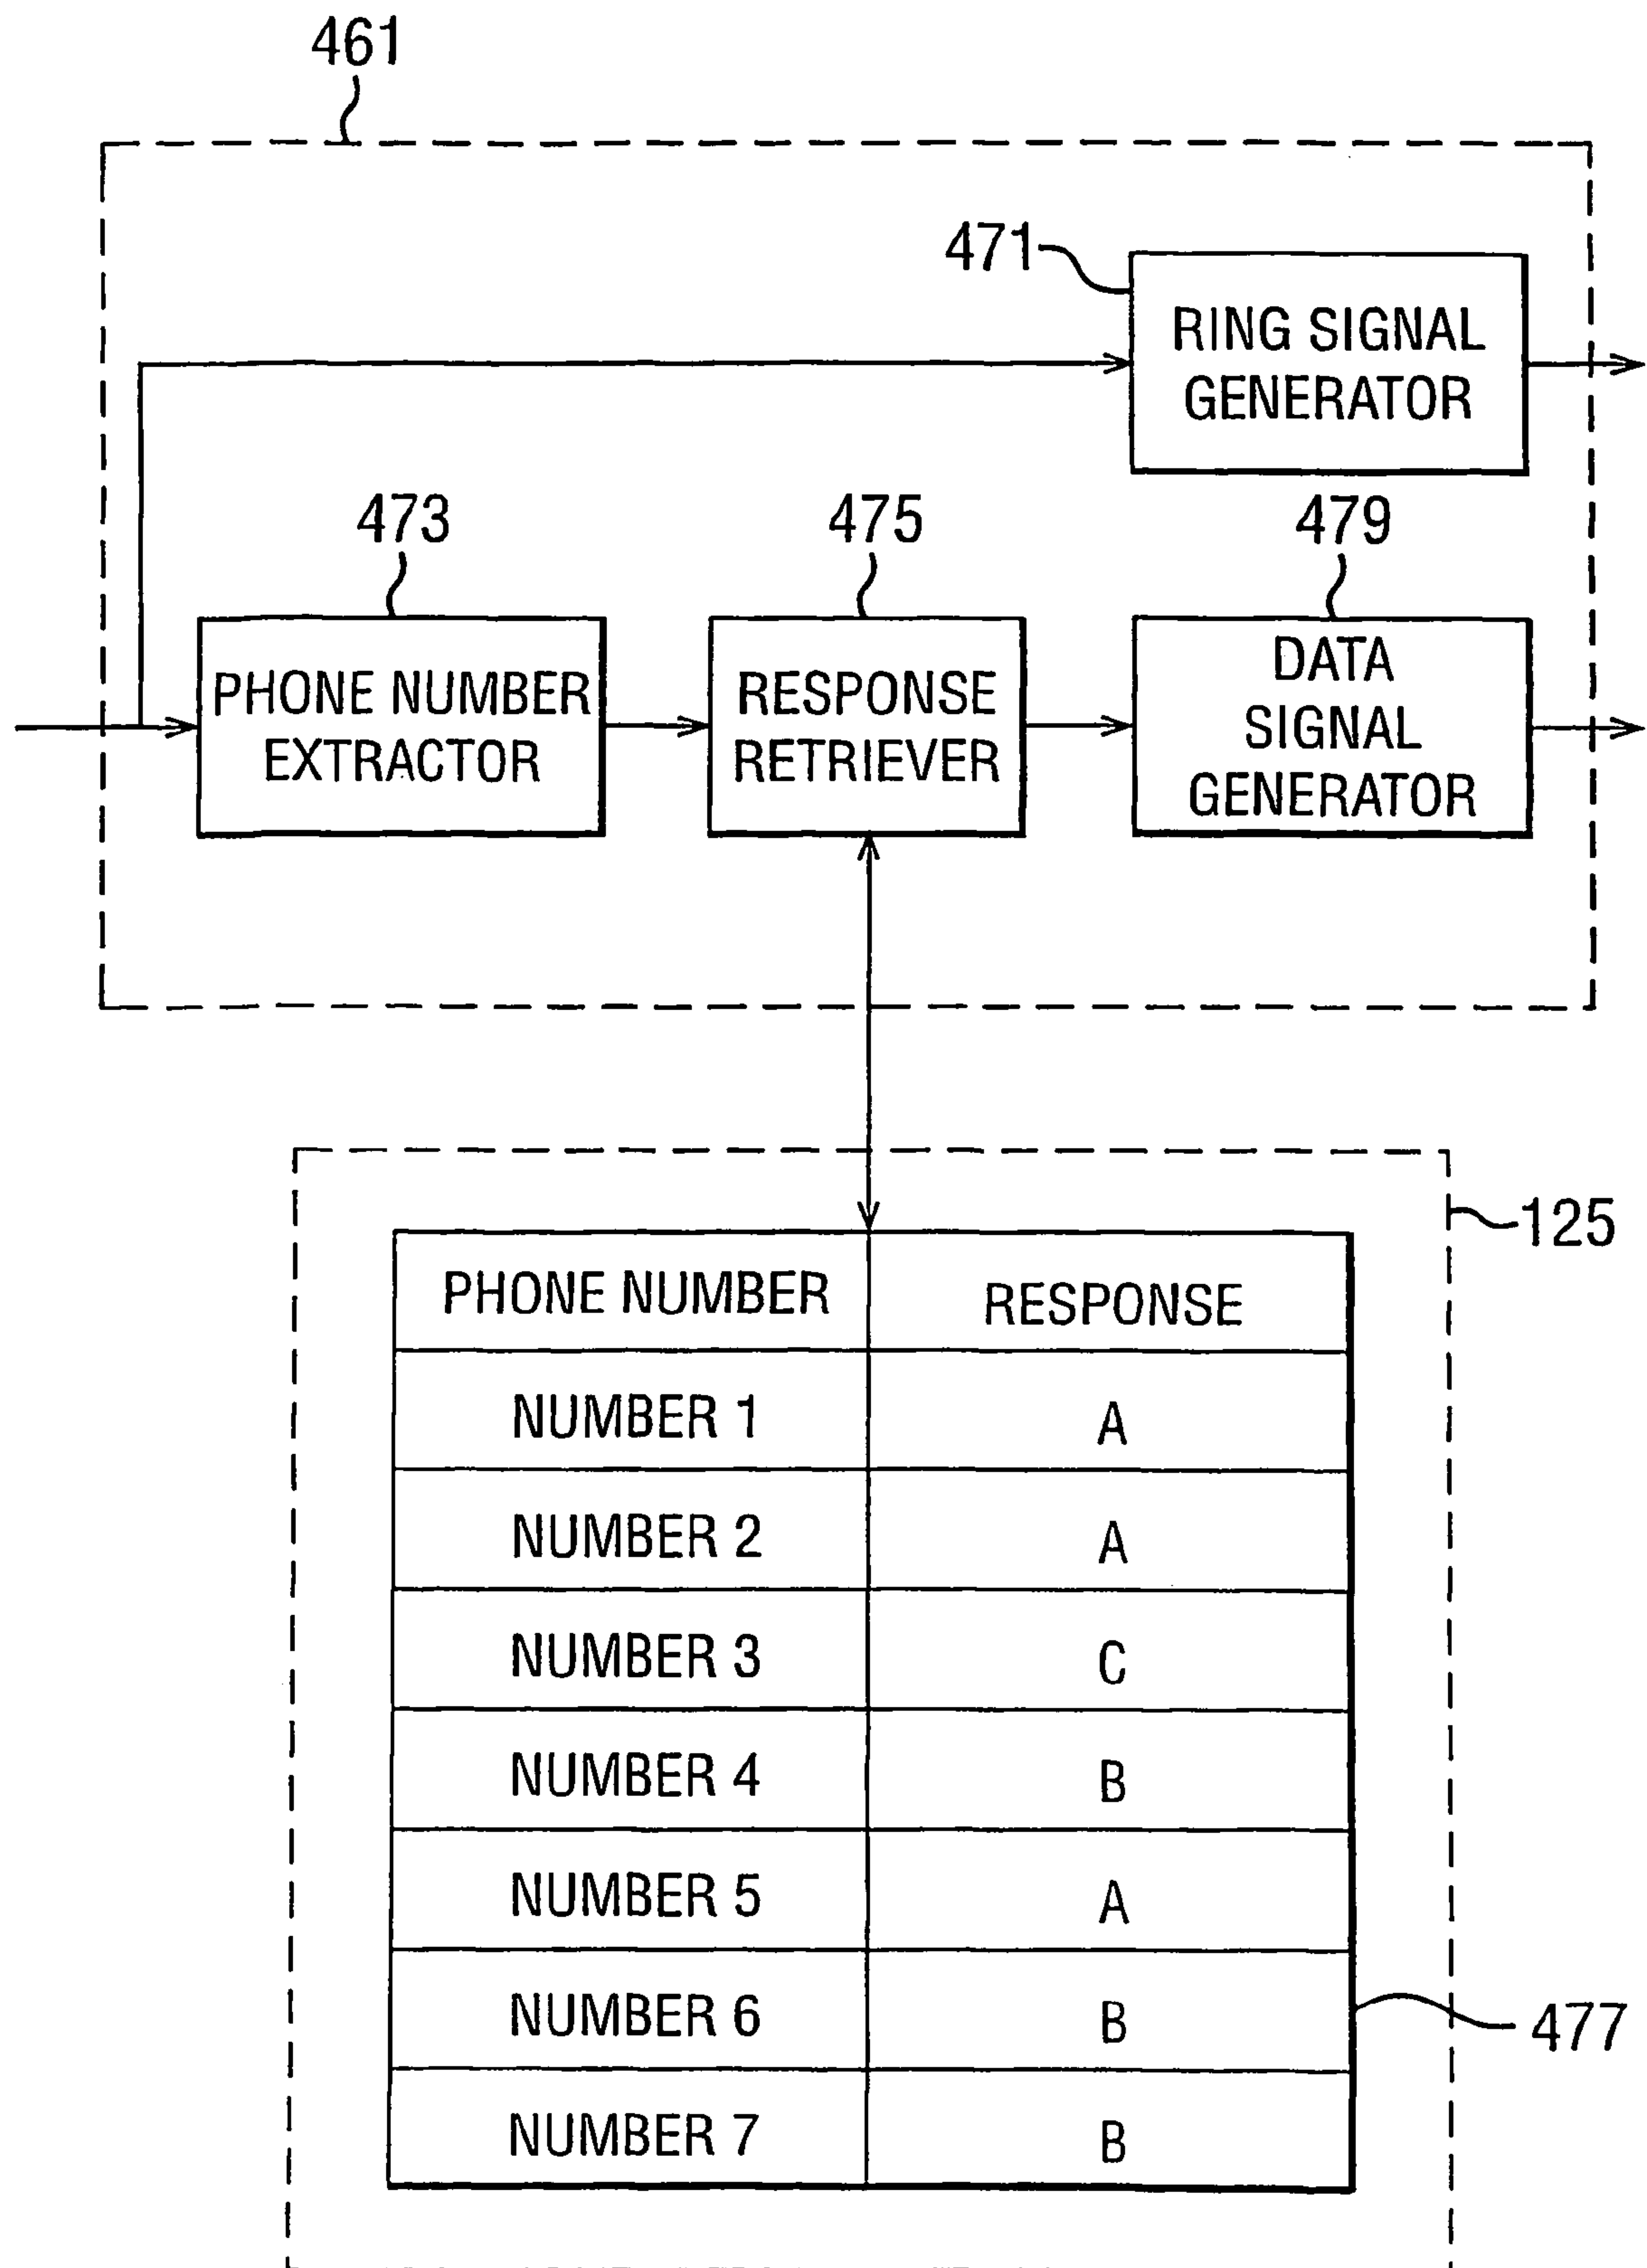 461
471
RING SIGNAL
GENERATOR
473
475
479
PHONE NUMBER
EXTRACTOR
RESPONSE
RETRIEVER
DATA
SIGNAL
GENERATOR
125
PHONE NUMBER RESPONSE
NUMBER 1 A
NUMBER 2 A
NUMBER 3 C
NUMBER 4 B
NUMBER 5 A
NUMBER 6 B
477
NUMBER 7 B